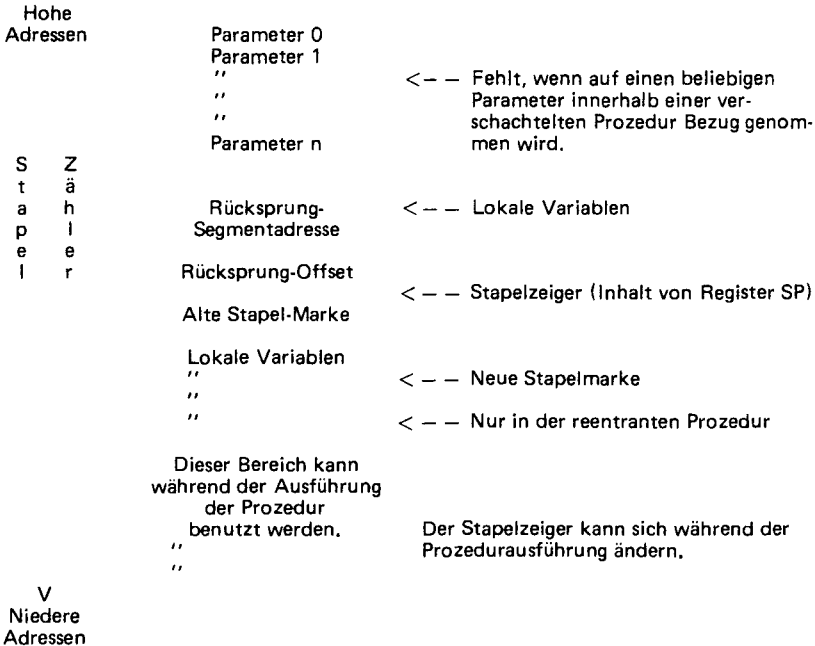 Hohe
Adressen
Parameter 0
Parameter 1
''
<-- Fehlt, wenn auf einen beliebigen
''
Parameter innerhalb einer ver-
''
schachtelten Prozedur Bezug genom-
Parameter n
men wird.
Stapel
Zähler
Rücksprung-
Segmentadresse
<-- Lokale Variablen
Rücksprung-Offset
<-- Stapelzeiger (Inhalt von Register SP)
Alte Stapel-Marke
Lokale Variablen
''
<-- Neue Stapelmarke
''
''
<-- Nur in der reentranten Prozedur
Dieser Bereich kann
während der Ausführung
der Prozedur
benutzt werden.
''
''
Der Stapelzeiger kann sich während der
Prozedurausführung ändern.
V
Niedere
Adressen